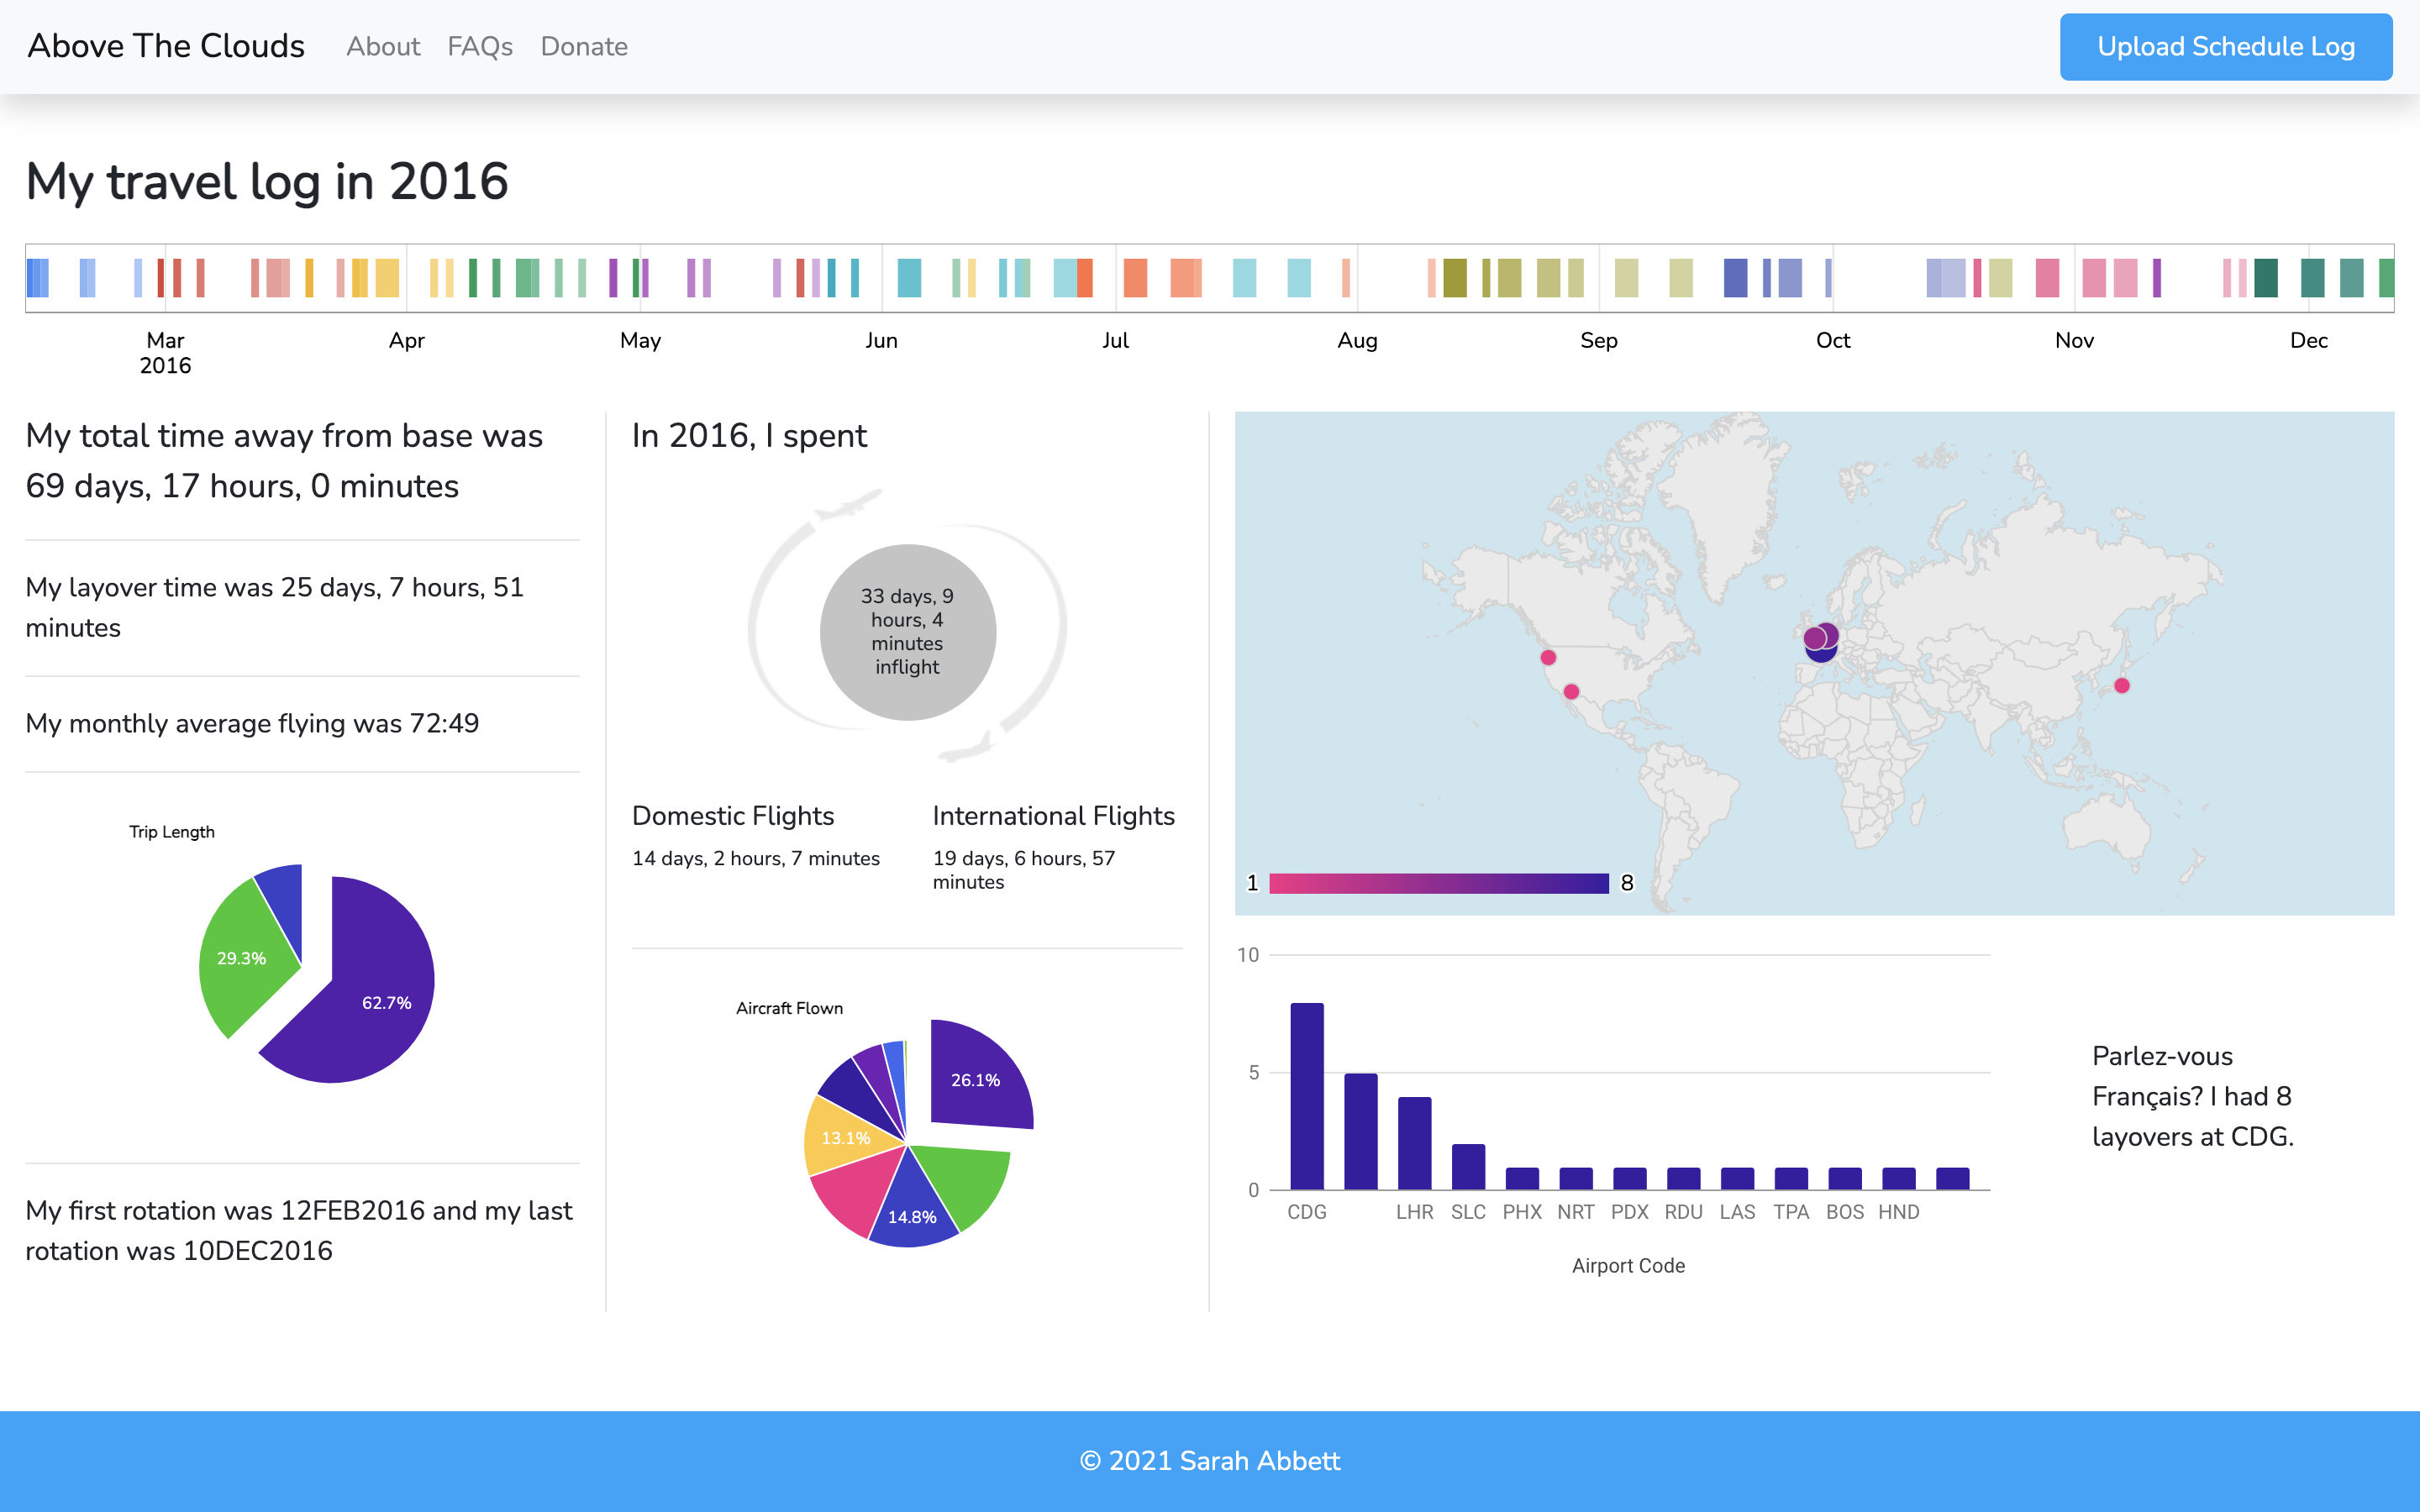 Above The Clouds About FAQs Donate Upload Schedule Log
My travel log in 2016
Mar Apr May Jun Jul Aug Sep Oct Nov Dec
2016
My total time away from base was
69 days, 17 hours, 0 minutes
My layover time was 25 days, 7 hours, 51
minutes
My monthly average flying was 72:49
Trip Length
29.3%
62.7%
My first rotation was 12FEB2016 and my last
rotation was 10DEC2016
In 2016, I spent
33 days, 9
hours, 4
minutes
inflight
Domestic Flights
14 days, 2 hours, 7 minutes
International Flights
19 days, 6 hours, 57
minutes
Aircraft Flown
26.1%
13.1%
14.8%
1 8
10
5
0
CDG LHR SLC PHX NRT PDX RDU LAS TPA BOS HND
Airport Code
Parlez-vous
Français? I had 8
layovers at CDG.
© 2021 Sarah Abbett